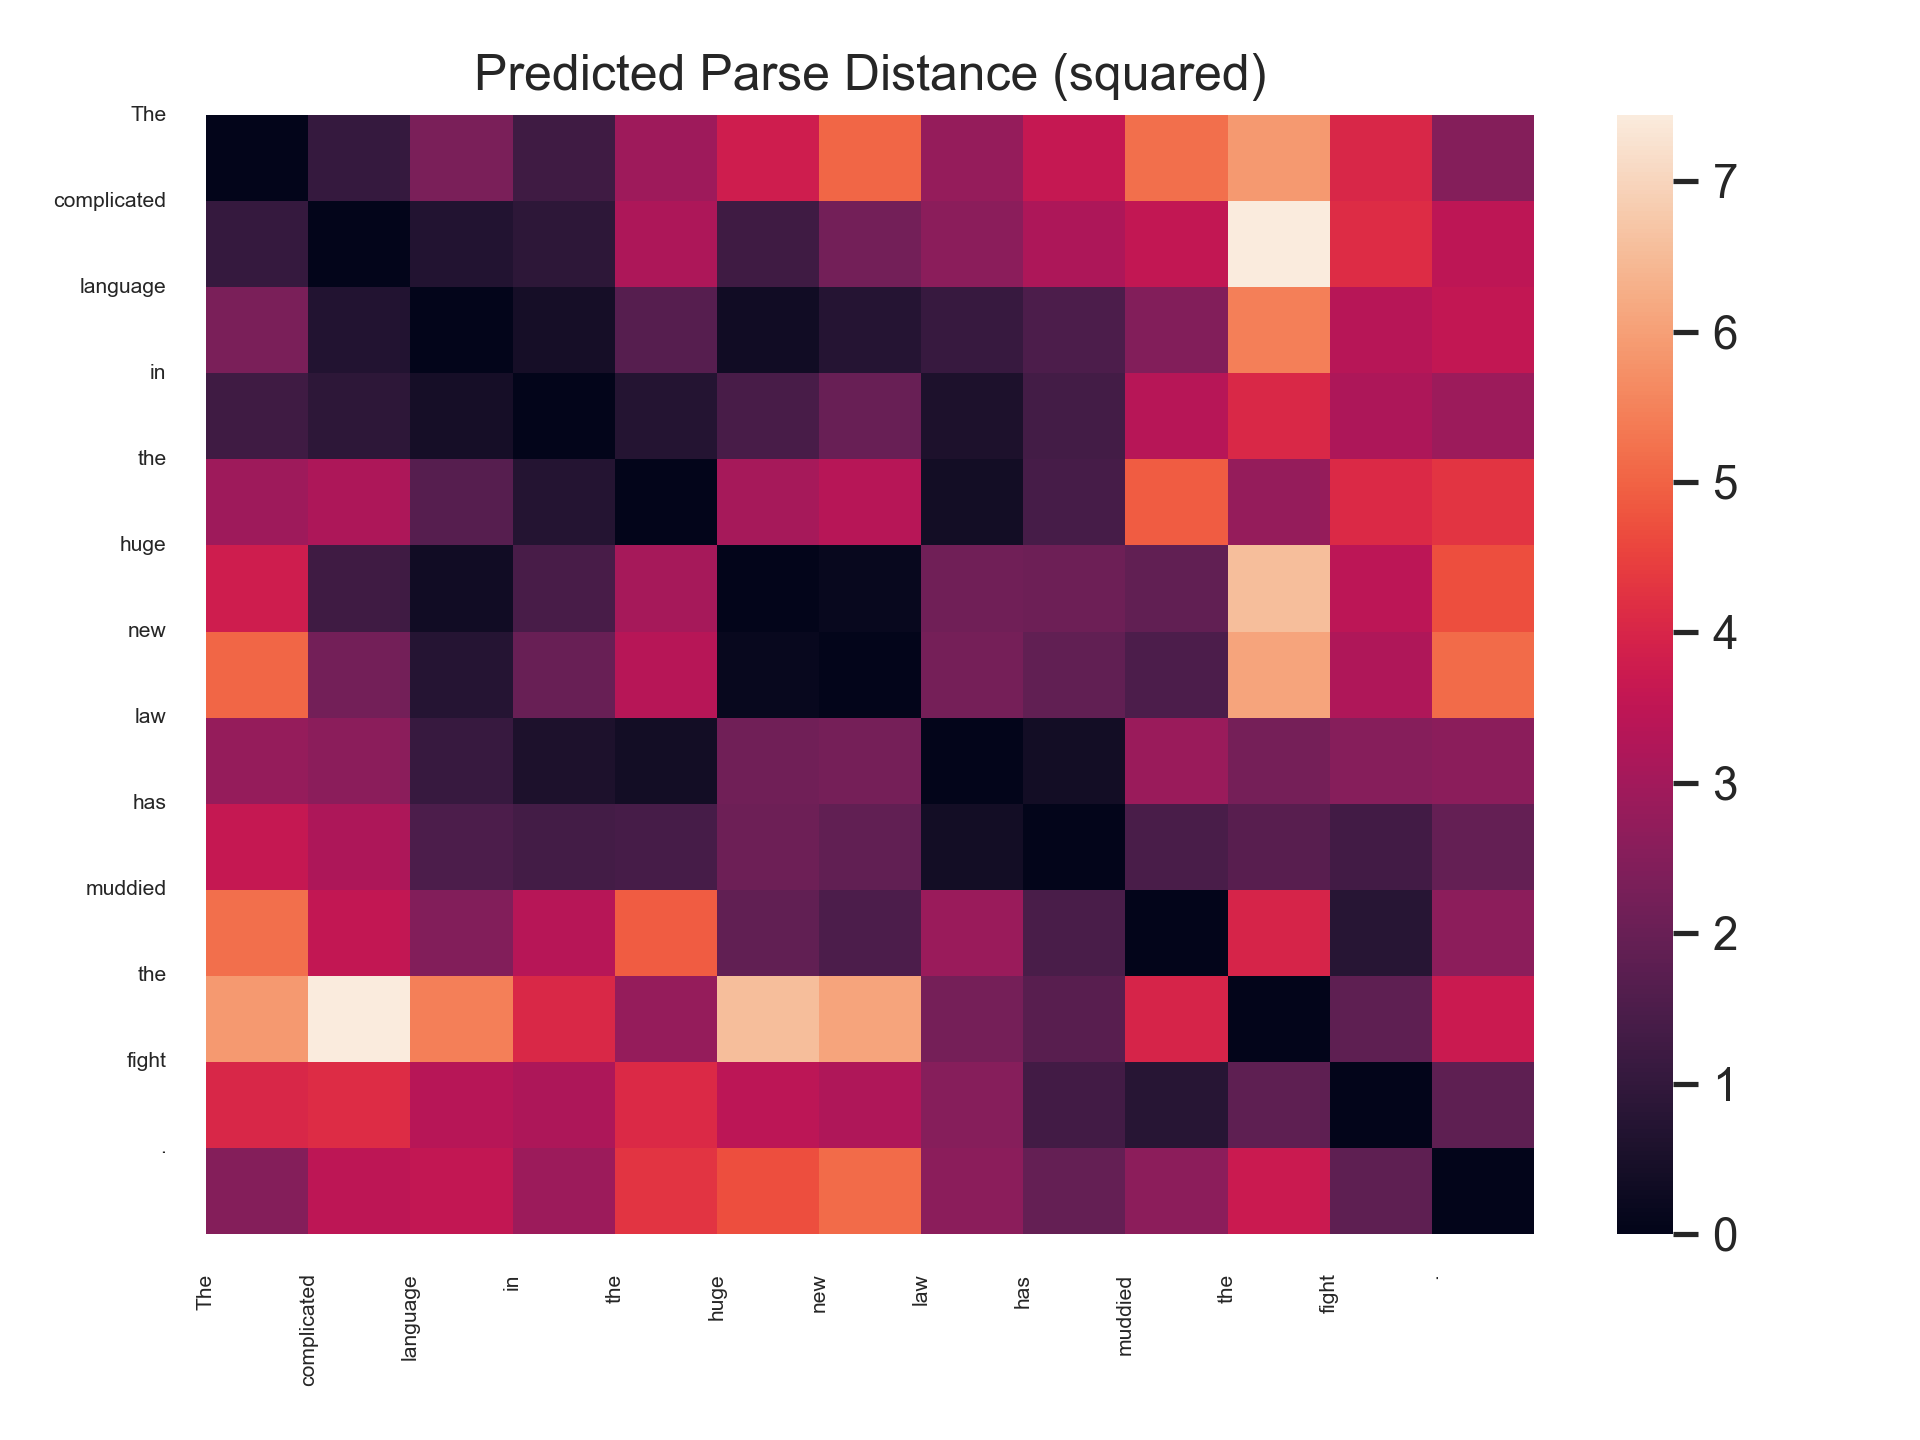 Predicted Parse Distance (squared)
The
complicated
language
in
the
huge
new
law
has
muddied
the
fight
.
7
6
5
4
3
2
1
0
The
complicated
language
in
the
huge
new
law
has
muddied
the
fight
.